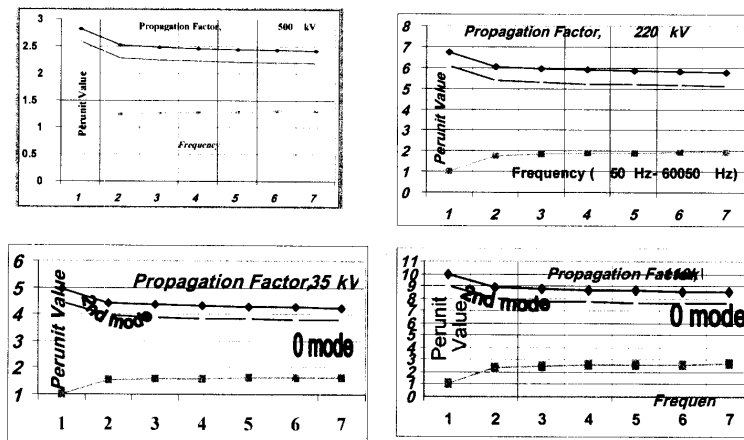 Propagation Factor, 500 kV
3
2.5
2
1.5
1
0.5
0
Perunit Value
Frequency
1 2 3 4 5 6 7
Propagation Factor, 220 kV
8
7
6
5
4
3
2
1
0
Perunit Value
Frequency ( 50 Hz- 60050 Hz)
1 2 3 4 5 6 7
Propagation Factor,35 kV
6
5
4
3
2
1
Perunit Value
2nd mode
0 mode
1 2 3 4 5 6 7
Propagation
11
10
9
8
7
6
5
4
3
2
1
0
Perunit
Value,
2nd mode
0 mode
Frequen
1 2 3 4 5 6 7